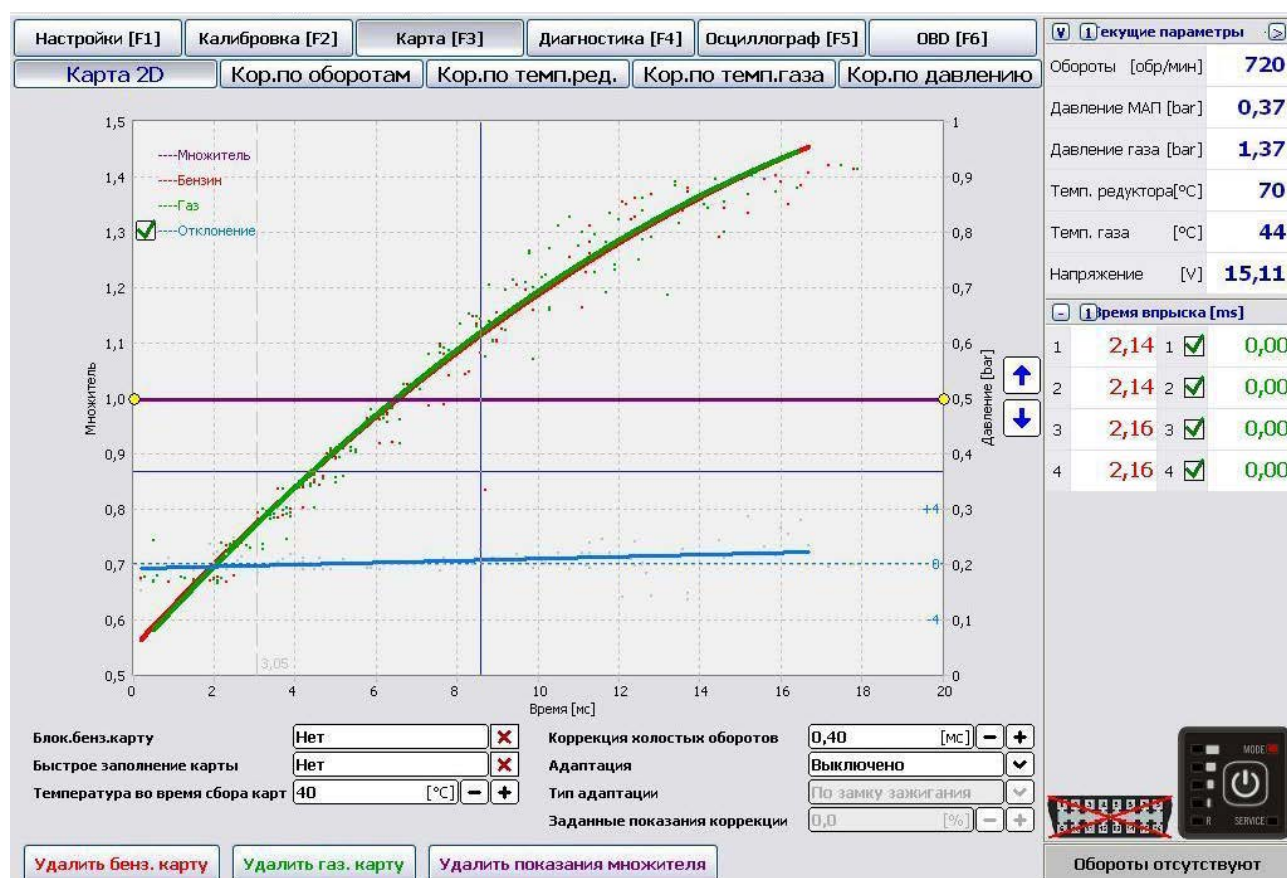 Настройки [F1] Калибровка [F2] Карта [F3] Диагностика [F4] Осциллограф [F5] OBD [F6]
Карта 2D Кор.по оборотам Кор.по темп.ред. Кор.по темп.газа Кор.по давлению
1,5
1,4
1,3
1,2
1,1
1,0
0,9
0,8
0,7
0,6
0,5
Множитель
----Множитель
----Бензин
----Газ
----Отклонение
3,05
1
0,9
0,8
0,7
0,6
0,5
0,4
0,3
0,2
0,1
0
+4
0
-4
Давление [bar]
0 2 4 6 8 10 12 14 16 18 20
Время [мс]
Блок.бенз.карту Нет
Быстрое заполнение карты Нет
Температура во время сбора карт 40 [°C] - +
Коррекция холостых оборотов 0,40 [мс] - +
Адаптация Выключено
Тип адаптации По замку зажигания
Заданные показания коррекции 0,0 [%] - +
Удалить бенз. карту Удалить газ. карту Удалить показания множителя
V 1 Текущие параметры >
Обороты [обр/мин] 720
Давление МАП [bar] 0,37
Давление газа [bar] 1,37
Темп. редуктора[°C] 70
Темп. газа [°C] 44
Напряжение [V] 15,11
- 1 Время впрыска [ms]
1 2,14 1 0,00
2 2,14 2 0,00
3 2,16 3 0,00
4 2,16 4 0,00
MODE
R SERVICE
Обороты отсутствуют